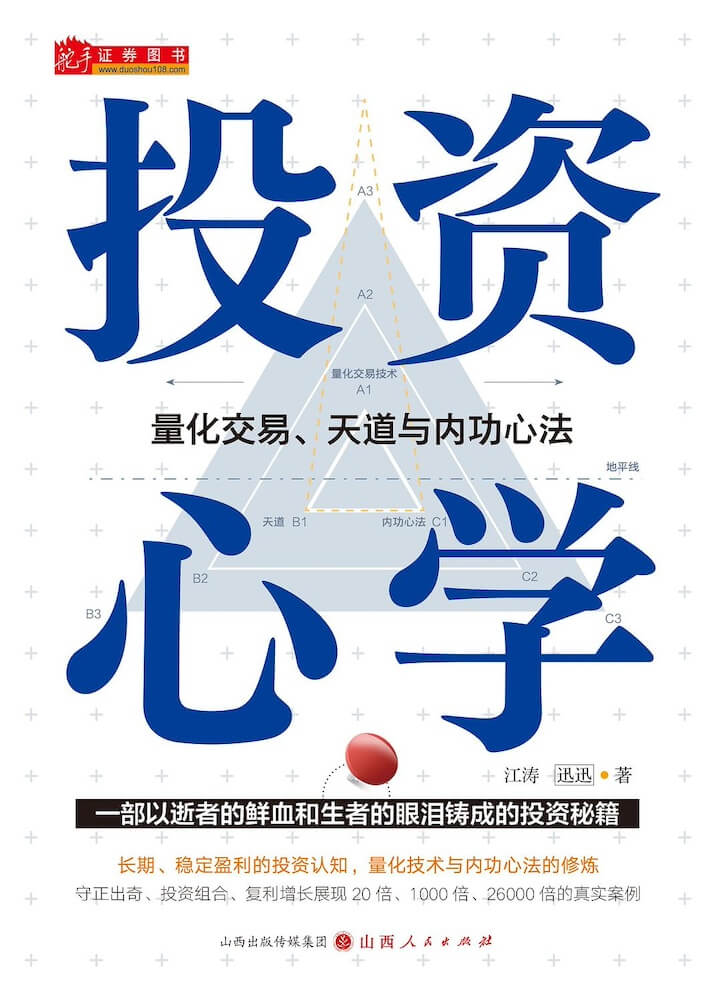 舵手证券图书
www.duoshou108.com
投资
A3
A2
量化交易技术
A1
量化交易、天道与内功心法
地平线
天道 B1 内功心法 C1
B2 C2
B3 C3
心学
江涛 迅迅 • 著
一部以逝者的鲜血和生者的眼泪铸成的投资秘籍
长期、稳定盈利的投资认知，量化技术与内功心法的修炼
守正出奇、投资组合、复利增长展现 20 倍、1000 倍、26000 倍的真实案例
山西出版传媒集团 山西人民出版社